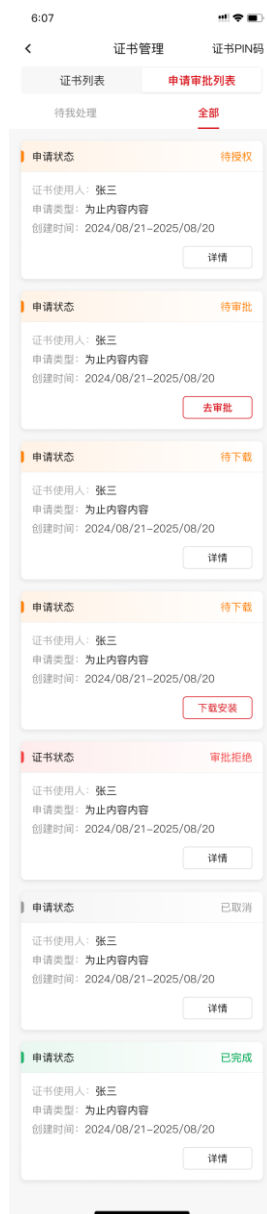 6:07
证书管理 证书PIN码
证书列表 申请审批列表
待我处理 全部
申请状态 待授权
证书使用人：张三
申请类型：为止内容内容
创建时间：2024/08/21-2025/08/20
详情
申请状态 待审批
证书使用人：张三
申请类型：为止内容内容
创建时间：2024/08/21-2025/08/20
去审批
申请状态 待下载
证书使用人：张三
申请类型：为止内容内容
创建时间：2024/08/21-2025/08/20
详情
申请状态 待下载
证书使用人：张三
申请类型：为止内容内容
创建时间：2024/08/21-2025/08/20
下载安装
证书状态 审批拒绝
证书使用人：张三
申请类型：为止内容内容
创建时间：2024/08/21-2025/08/20
详情
申请状态 已取消
证书使用人：张三
申请类型：为止内容内容
创建时间：2024/08/21-2025/08/20
详情
申请状态 已完成
证书使用人：张三
申请类型：为止内容内容
创建时间：2024/08/21-2025/08/20
详情